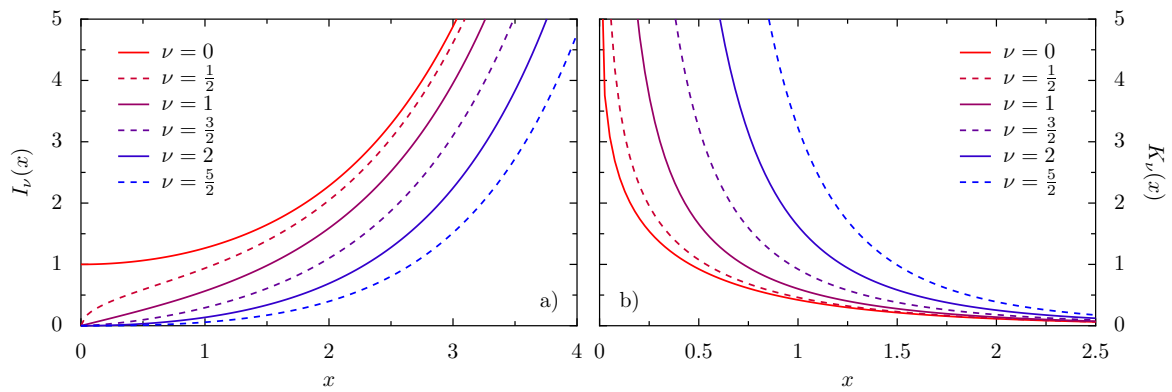 5
4
3
2
1
0
I_ν(x)
ν = 0
ν = 1/2
ν = 1
ν = 3/2
ν = 2
ν = 5/2
a)
0 1 2 3 4
x
ν = 0
ν = 1/2
ν = 1
ν = 3/2
ν = 2
ν = 5/2
b)
0 0.5 1 1.5 2 2.5
x
5
4
3
2
1
0
K_ν(x)